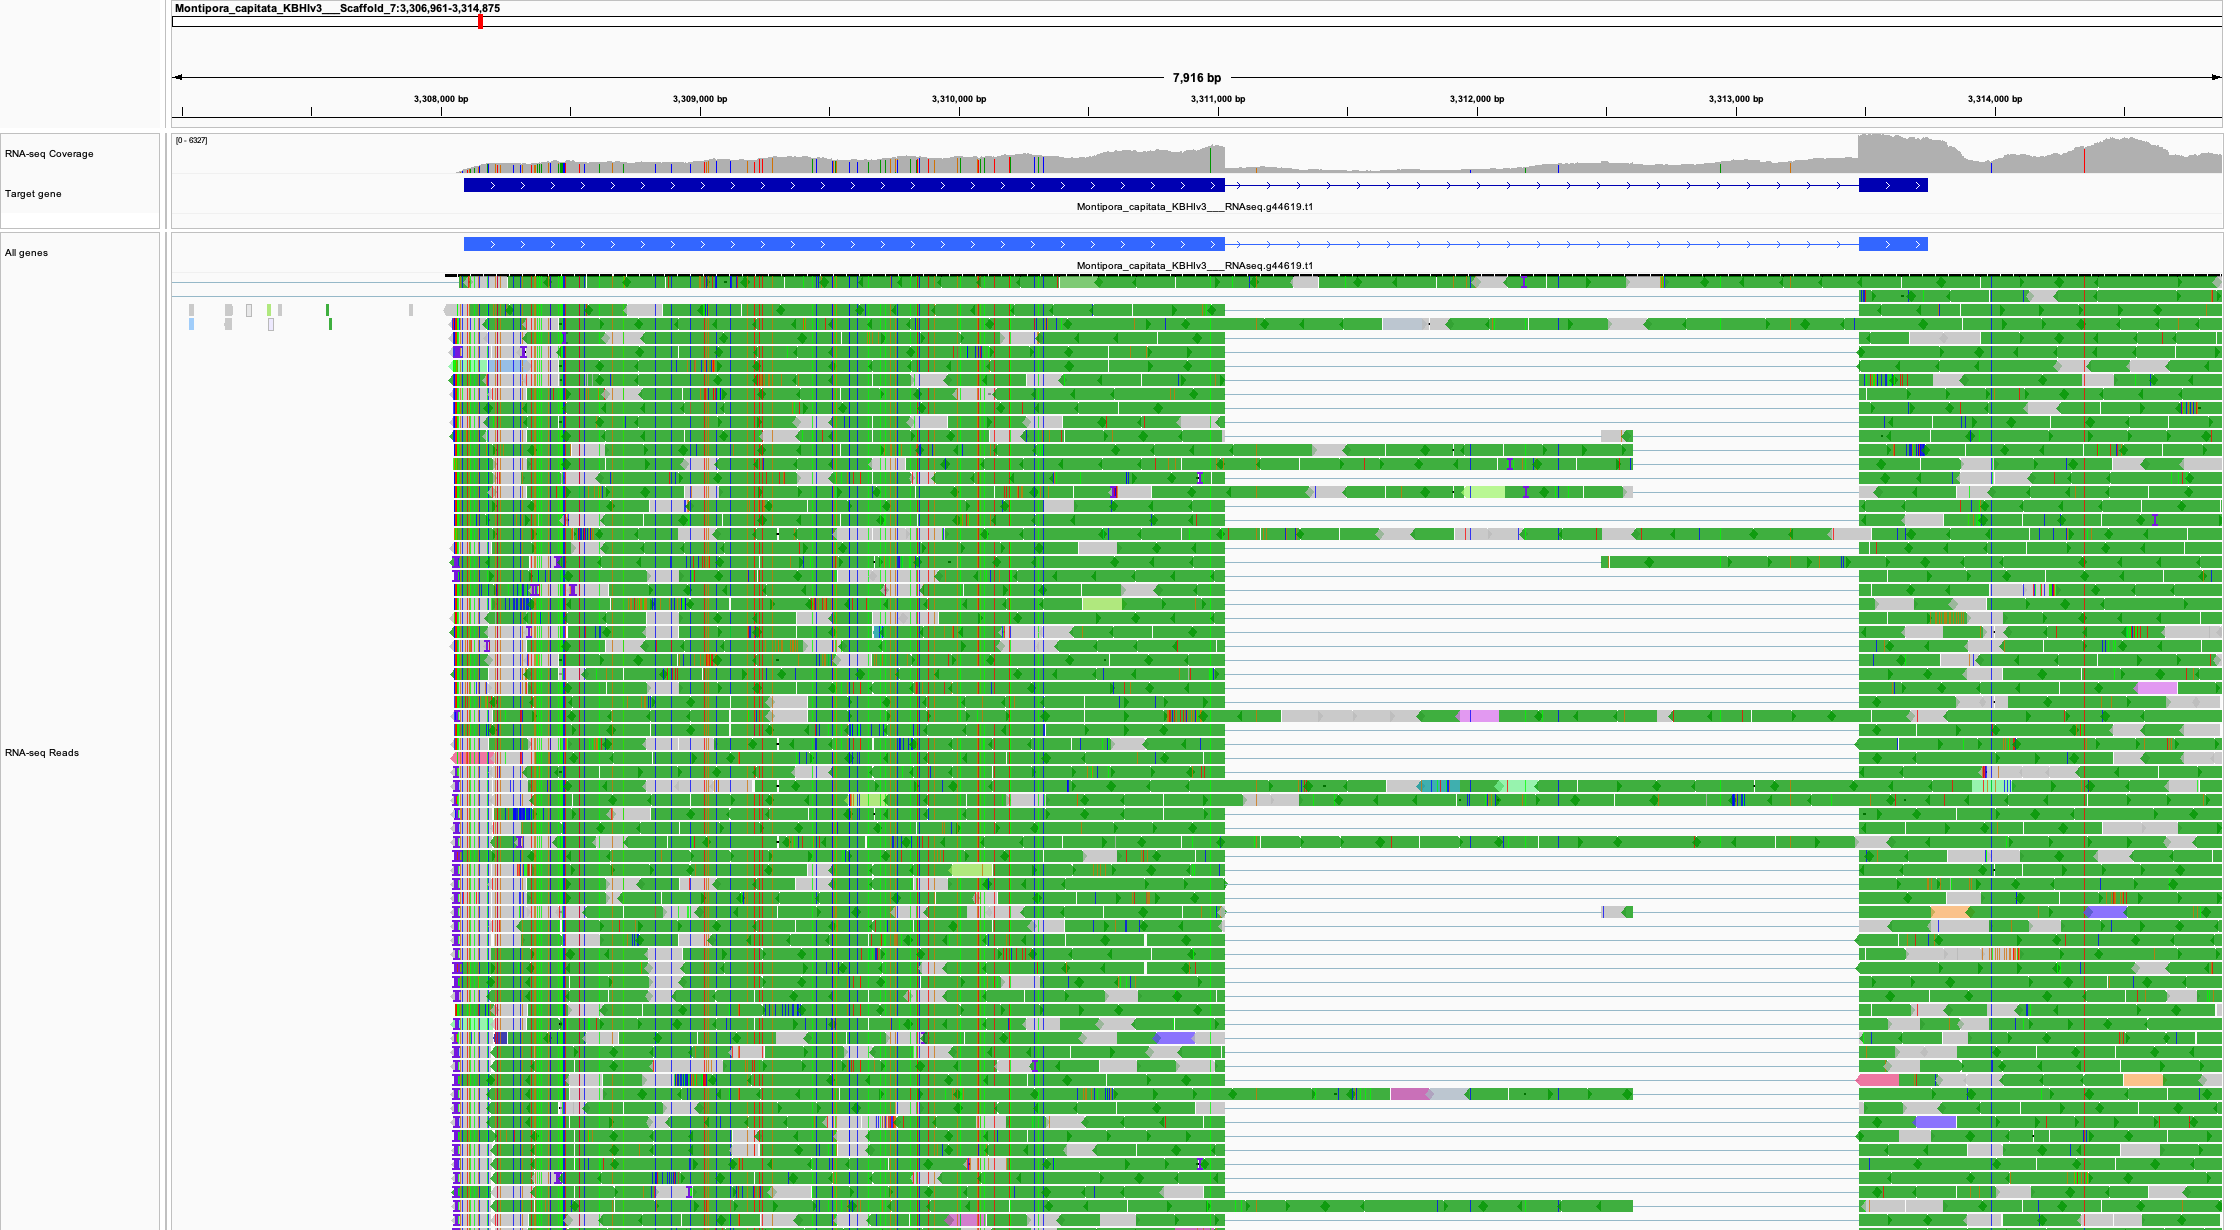 Montipora_capitata_KBHIv3___Scaffold_7:3,306,961-3,314,875
7,916 bp
3,308,000 bp 3,309,000 bp 3,310,000 bp 3,311,000 bp 3,312,000 bp 3,313,000 bp 3,314,000 bp
[0 - 6327]
RNA-seq Coverage
Target gene
Montipora_capitata_KBHIv3___RNAseq.g44619.t1
All genes
Montipora_capitata_KBHIv3___RNAseq.g44619.t1
RNA-seq Reads